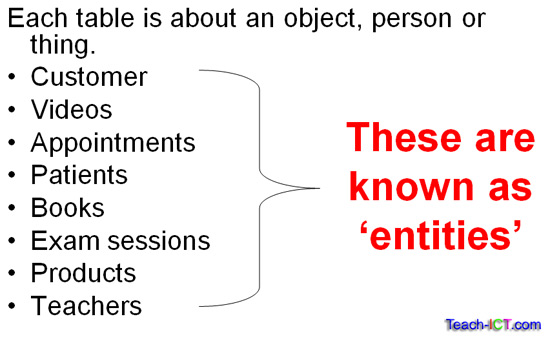 Each table is about an object, person or
thing.
• Customer
• Videos
• Appointments
• Patients
• Books
• Exam sessions
• Products
• Teachers
These are
known as
‘entities’
Teach-ICT.com